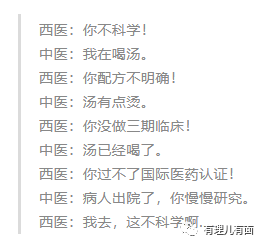 西医：你不科学！
中医：我在喝汤。
西医：你配方不明确！
中医：汤有点烫。
西医：你没做三期临床！
中医：汤已经喝了。
西医：你过不了国际医药认证！
中医：病人出院了，你慢慢研究。
西医：我去，这不科学啊
有理儿有面